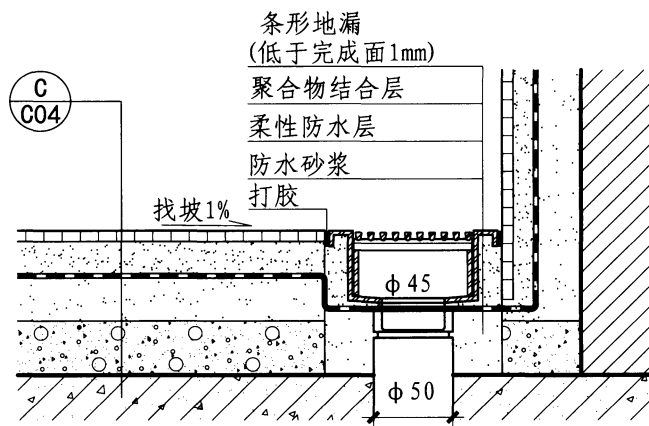 条形地漏
(低于完成面1mm)
聚合物结合层
柔性防水层
防水砂浆
打胶
C
C04
找坡1%
ϕ45
ϕ50